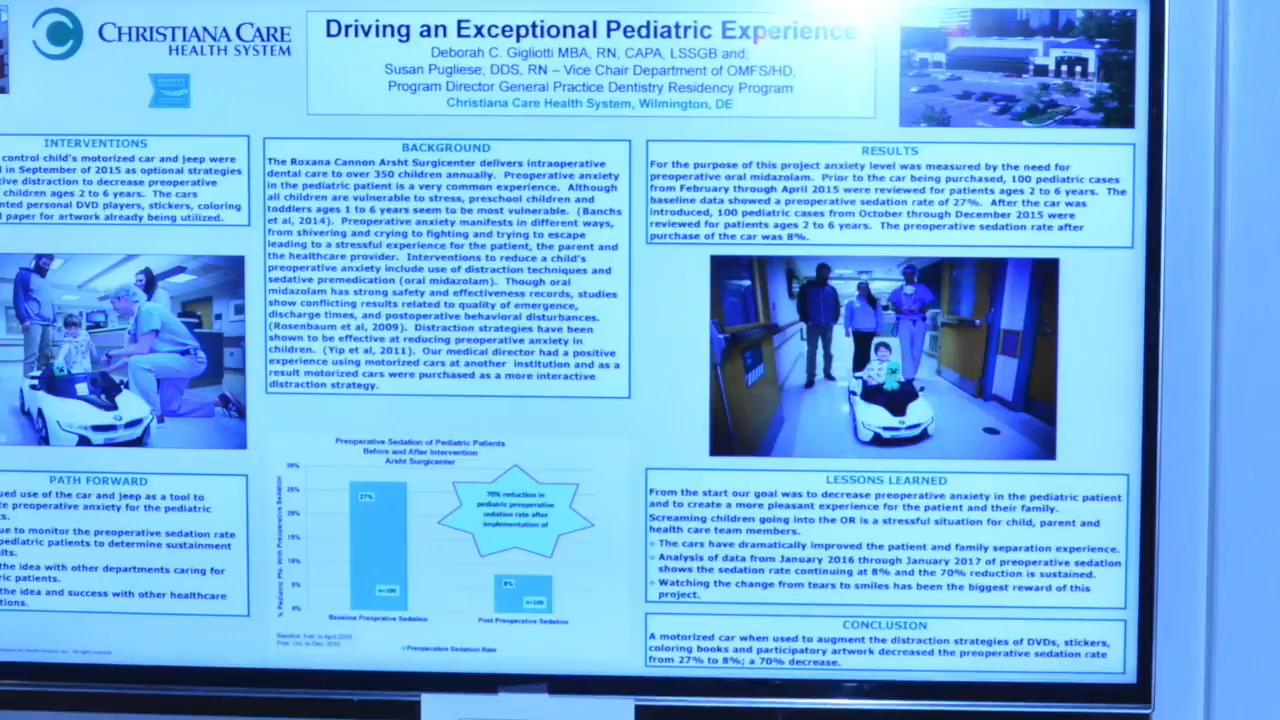 CHRISTIANA CARE
HEALTH SYSTEM
Driving an Exceptional Pediatric Experience
Deborah C. Gigliotti MBA, RN, CAPA, LSSGB and,
Susan Pugliese, DDS, RN – Vice Chair Department of OMFS/HD,
Program Director General Practice Dentistry Residency Program
Christiana Care Health System, Wilmington, DE
INTERVENTIONS
control child's motorized car and jeep were
in September of 2015 as optional strategies
distraction to decrease preoperative
children ages 2 to 6 years. The cars
personal DVD players, stickers, coloring
paper for artwork already being utilized.
PATH FORWARD
use of the car and jeep as a tool to
preoperative anxiety for the pediatric
to monitor the preoperative sedation rate
pediatric patients to determine sustainment
the idea with other departments caring for
patients.
the idea and success with other healthcare
BACKGROUND
The Roxana Cannon Arsht Surgicenter delivers intraoperative
dental care to over 350 children annually. Preoperative anxiety
in the pediatric patient is a very common experience. Although
all children are vulnerable to stress, preschool children and
toddlers ages 1 to 6 years seem to be most vulnerable. (Banchs
et al, 2014). Preoperative anxiety manifests in different ways,
from shivering and crying to fighting and trying to escape
leading to a stressful experience for the patient, the parent and
the healthcare provider. Interventions to reduce a child's
preoperative anxiety include use of distraction techniques and
sedative premedication (oral midazolam). Though oral
midazolam has strong safety and effectiveness records, studies
show conflicting results related to quality of emergence,
discharge times, and postoperative behavioral disturbances.
(Rosenbaum et al, 2009). Distraction strategies have been
shown to be effective at reducing preoperative anxiety in
children. (Yip et al, 2011). Our medical director had a positive
experience using motorized cars at another institution and as a
result motorized cars were purchased as a more interactive
distraction strategy.
Preoperative Sedation of Pediatric Patients
Before and After Intervention
Arsht Surgicenter
% Pediatric Pts. With Preoperative Sedation
30%
25%
20%
15%
10%
5%
0%
27%
n=100
8%
n=100
70% reduction in
pediatric preoperative
sedation rate after
implementation of
Baseline Preoprative Sedation
Post Preoperative Sedation
Baseline: Feb. to April 2015
Post: Oct. to Dec. 2015
Preoperative Sedation Rate
RESULTS
For the purpose of this project anxiety level was measured by the need for
preoperative oral midazolam. Prior to the car being purchased, 100 pediatric cases
from February through April 2015 were reviewed for patients ages 2 to 6 years. The
baseline data showed a preoperative sedation rate of 27%. After the car was
introduced, 100 pediatric cases from October through December 2015 were
reviewed for patients ages 2 to 6 years. The preoperative sedation rate after
purchase of the car was 8%.
LESSONS LEARNED
From the start our goal was to decrease preoperative anxiety in the pediatric patient
and to create a more pleasant experience for the patient and their family.
Screaming children going into the OR is a stressful situation for child, parent and
health care team members.
The cars have dramatically improved the patient and family separation experience.
Analysis of data from January 2016 through January 2017 of preoperative sedation
shows the sedation rate continuing at 8% and the 70% reduction is sustained.
Watching the change from tears to smiles has been the biggest reward of this
project.
CONCLUSION
A motorized car when used to augment the distraction strategies of DVDs, stickers,
coloring books and participatory artwork decreased the preoperative sedation rate
from 27% to 8%; a 70% decrease.